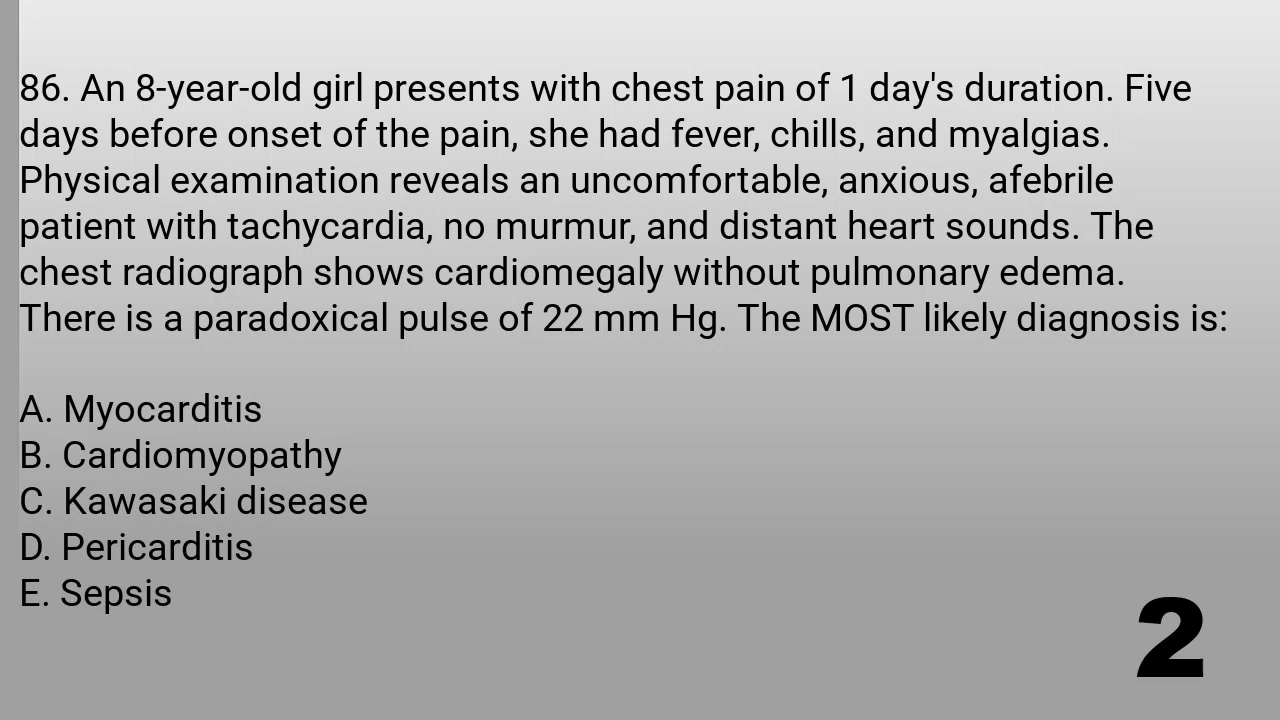 86. An 8-year-old girl presents with chest pain of 1 day's duration. Five
days before onset of the pain, she had fever, chills, and myalgias.
Physical examination reveals an uncomfortable, anxious, afebrile
patient with tachycardia, no murmur, and distant heart sounds. The
chest radiograph shows cardiomegaly without pulmonary edema.
There is a paradoxical pulse of 22 mm Hg. The MOST likely diagnosis is:
A. Myocarditis
B. Cardiomyopathy
C. Kawasaki disease
D. Pericarditis
E. Sepsis
2